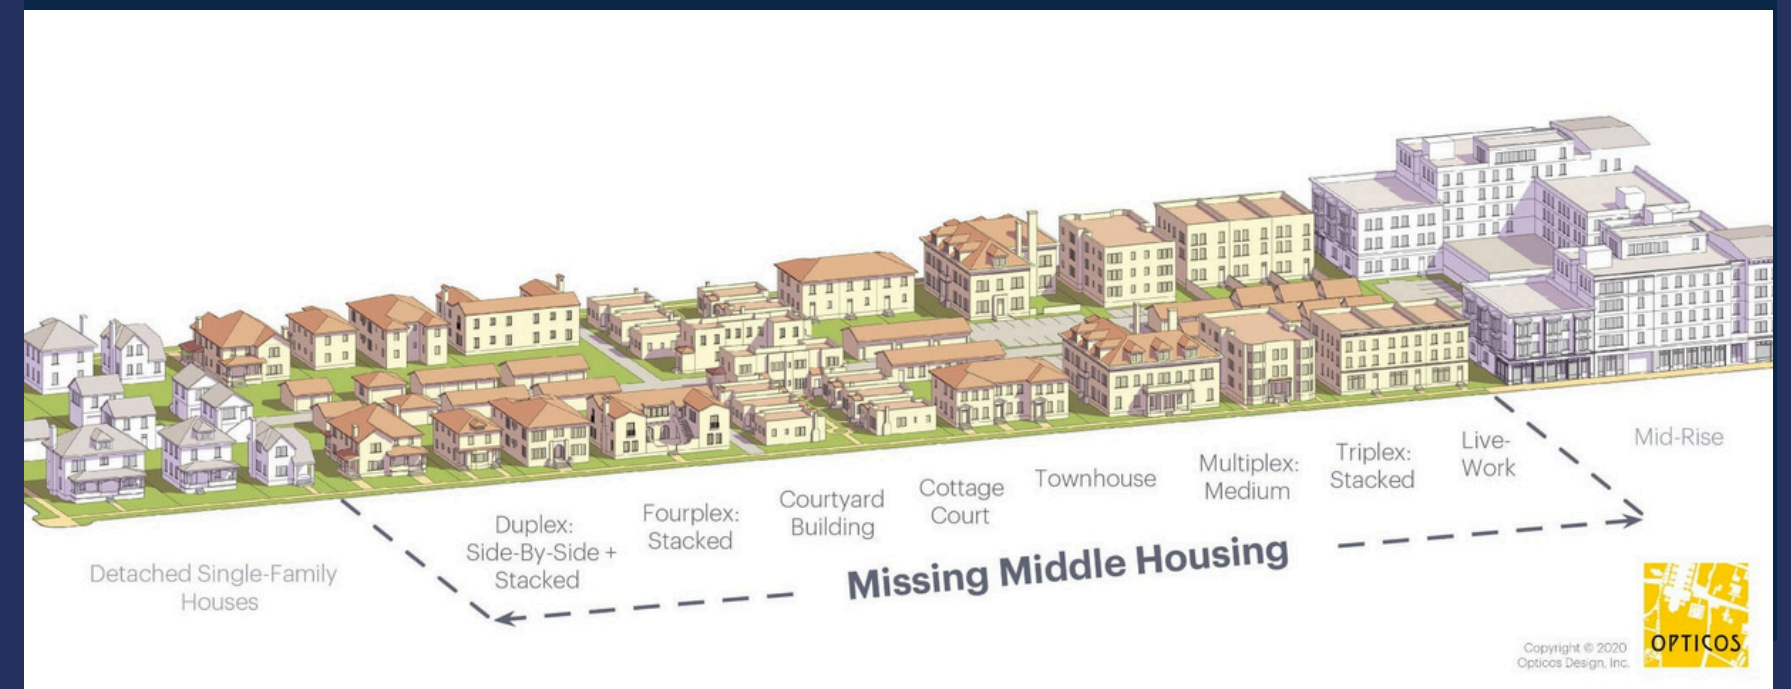 Detached Single-Family
Houses
Duplex:
Side-By-Side +
Stacked
Fourplex:
Stacked
Courtyard
Building
Cottage
Court
Townhouse
Multiplex:
Medium
Triplex:
Stacked
Live-
Work
Mid-Rise
Missing Middle Housing
Copyright © 2020
Opticos Design, Inc.
OPTICOS